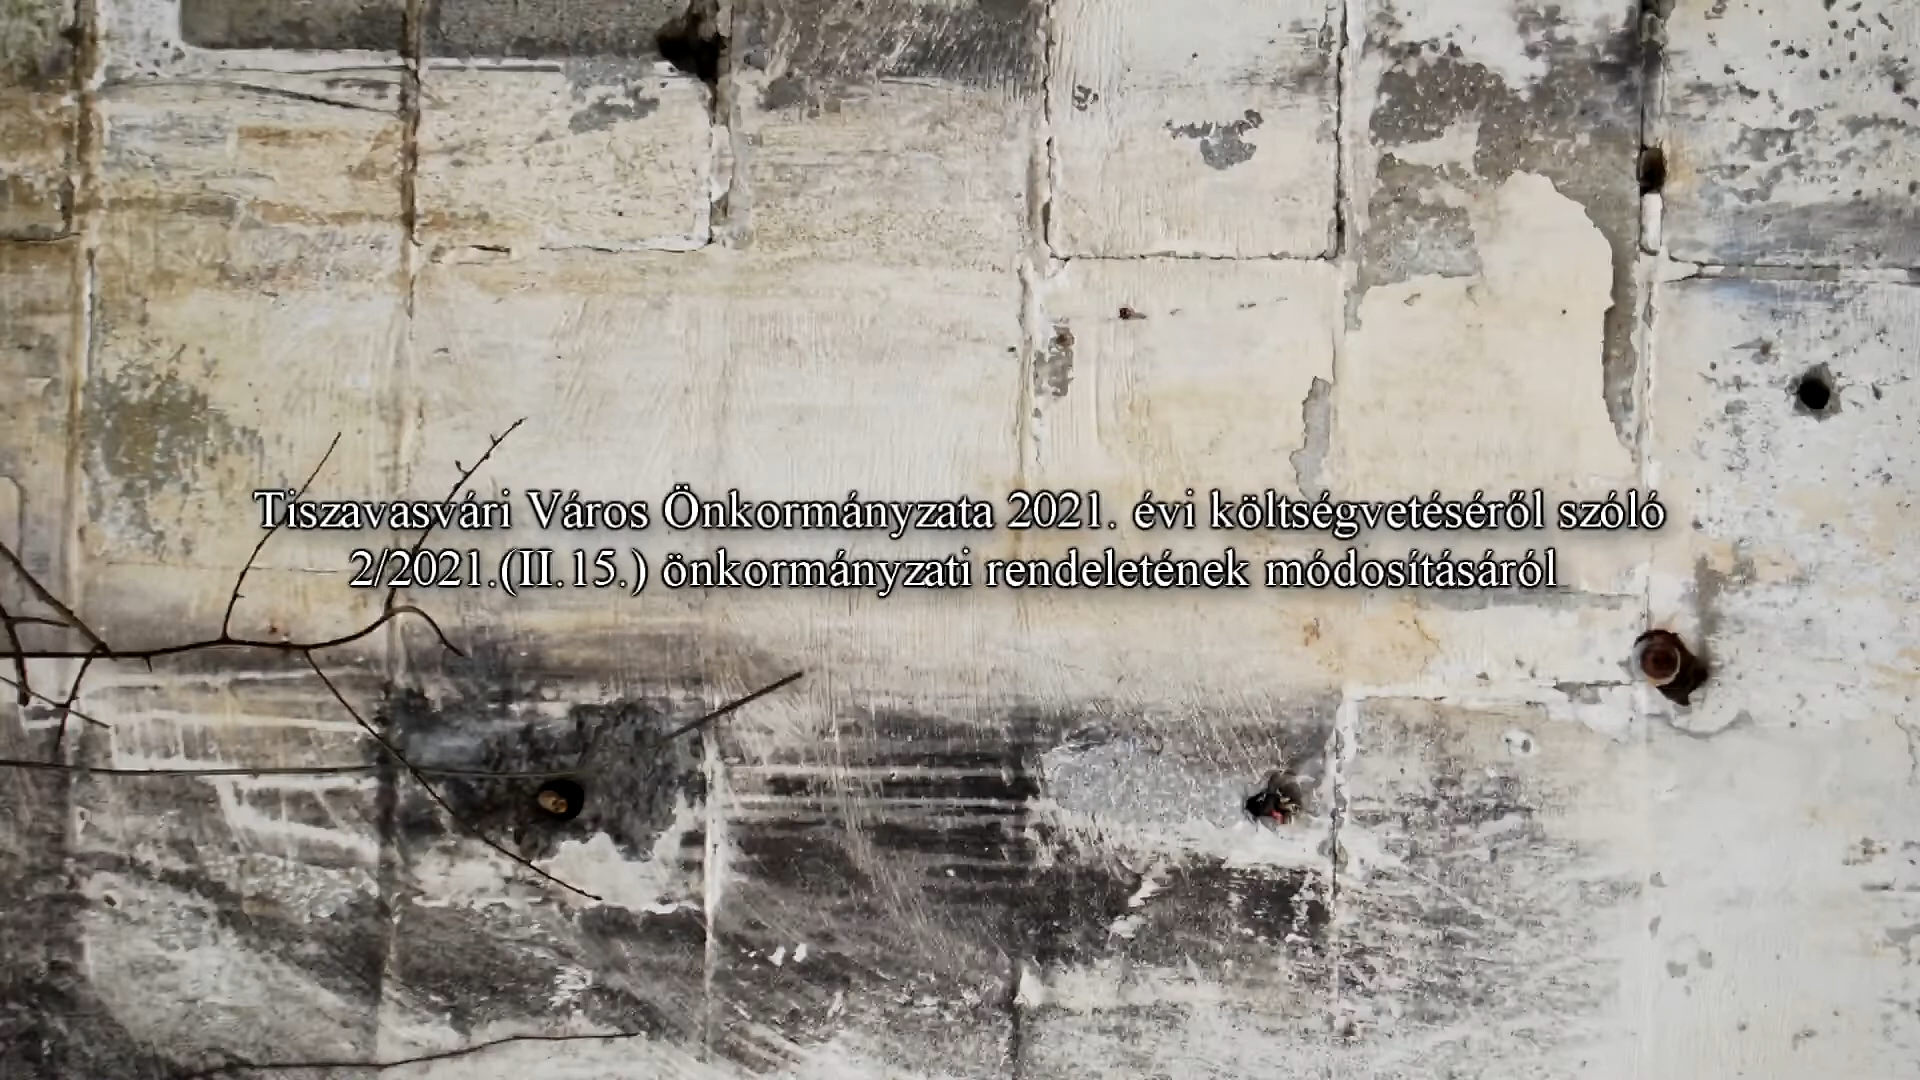 Tiszavasvári Város Önkormányzata 2021. évi költségvetéséről szóló
2/2021.(II.15.) önkormányzati rendeletének módosításáról